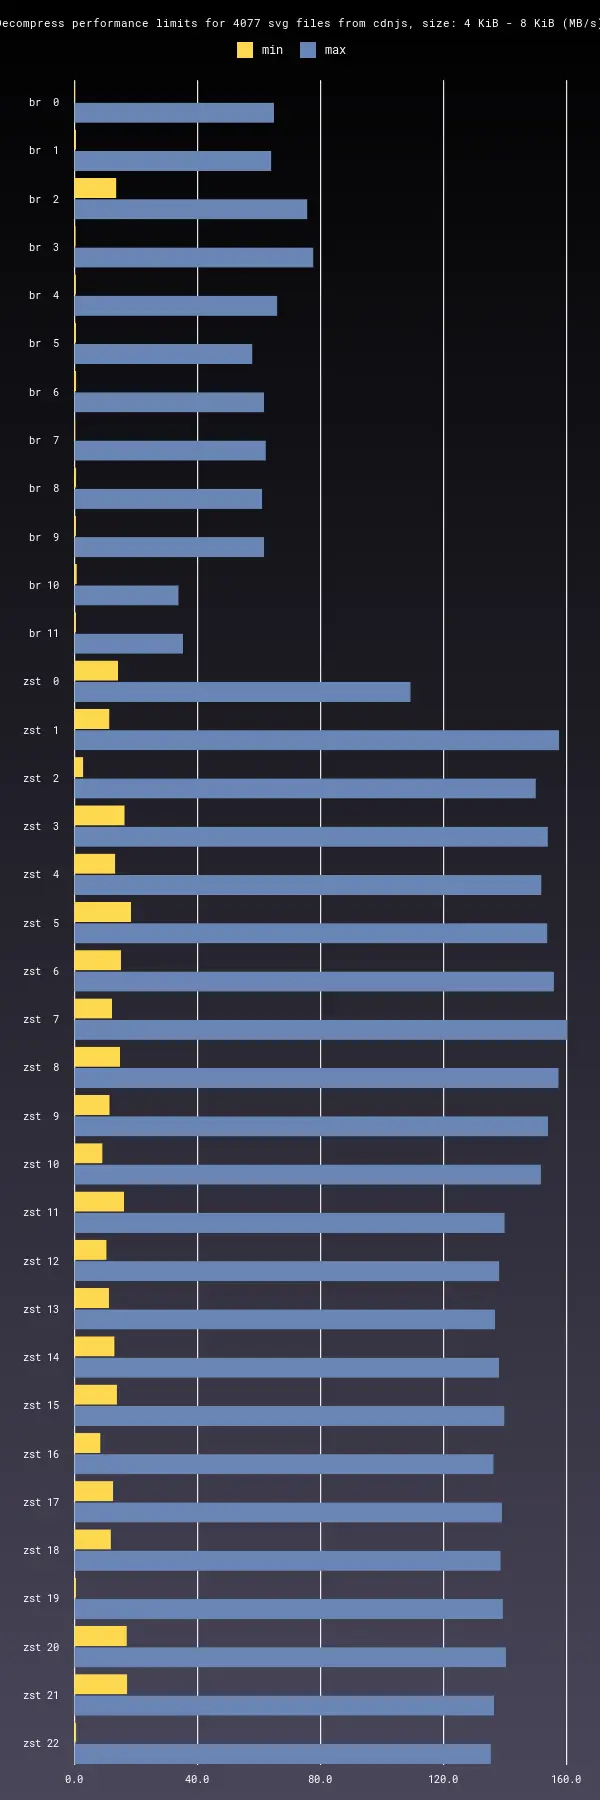 Decompress performance limits for 4077 svg files from cdnjs, size: 4 KiB - 8 KiB (MB/s)
min max
br 0
br 1
br 2
br 3
br 4
br 5
br 6
br 7
br 8
br 9
br 10
br 11
zst 0
zst 1
zst 2
zst 3
zst 4
zst 5
zst 6
zst 7
zst 8
zst 9
zst 10
zst 11
zst 12
zst 13
zst 14
zst 15
zst 16
zst 17
zst 18
zst 19
zst 20
zst 21
zst 22
0.0 40.0 80.0 120.0 160.0